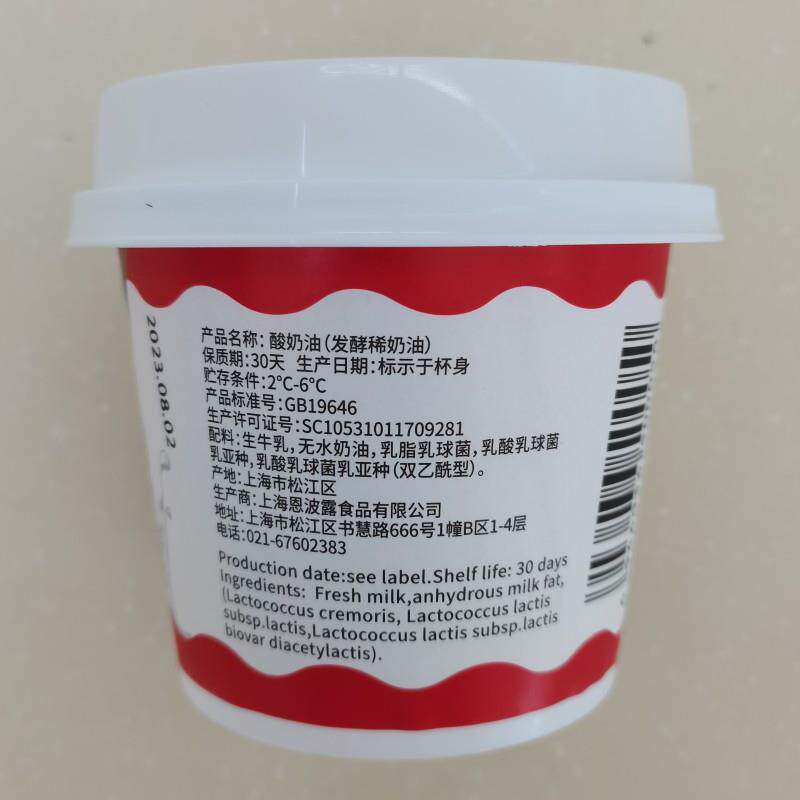 产品名称：酸奶油（发酵稀奶油）
保质期：30天 生产日期：标示于杯身
贮存条件：2°C-6°C
产品标准号：GB19646
生产许可证号：SC10531011709281
配料：生牛乳，无水奶油，乳脂乳球菌，乳酸乳球菌
乳亚种，乳酸乳球菌乳亚种（双乙酰型）。
产地：上海市松江区
生产商：上海恩波露食品有限公司
地址：上海市松江区书慧路666号1幢B区1-4层
电话：021-67602383
Production date:see label.Shelf life: 30 days
Ingredients: Fresh milk,anhydrous milk fat,
(Lactococcus cremoris, Lactococcus lactis
subsp.lactis,Lactococcus lactis subsp.lactis
biovar diacetylactis).
2023.08.02